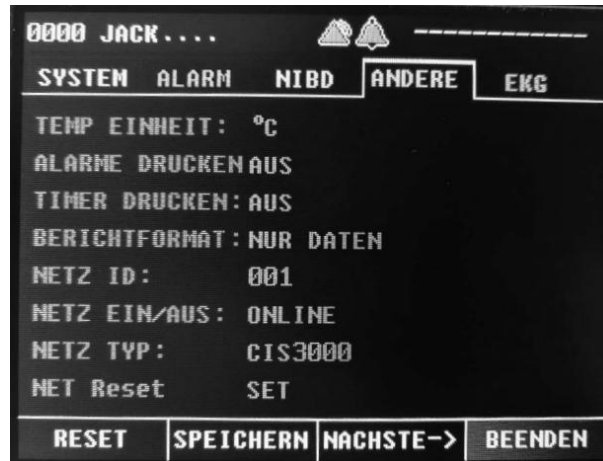 0000 JACK.... ------------
SYSTEM ALARM NIBD ANDERE EKG
TEMP EINHEIT: °C
ALARME DRUCKEN AUS
TIMER DRUCKEN: AUS
BERICHTFORMAT: NUR DATEN
NETZ ID: 001
NETZ EIN/AUS: ONLINE
NETZ TYP: CIS3000
NET Reset SET
RESET SPEICHERN NACHSTE-> BEENDEN